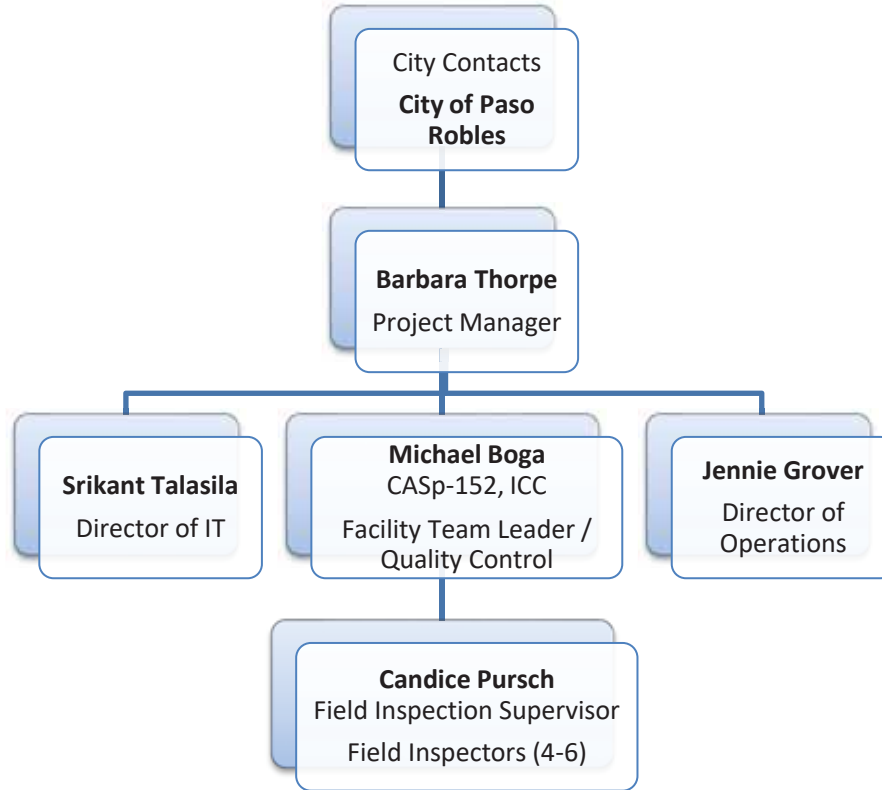 City Contacts
City of Paso
Robles
Barbara Thorpe
Project Manager
Srikant Talasila
Director of IT
Michael Boga
CASp-152, ICC
Facility Team Leader /
Quality Control
Jennie Grover
Director of
Operations
Candice Pursch
Field Inspection Supervisor
Field Inspectors (4-6)